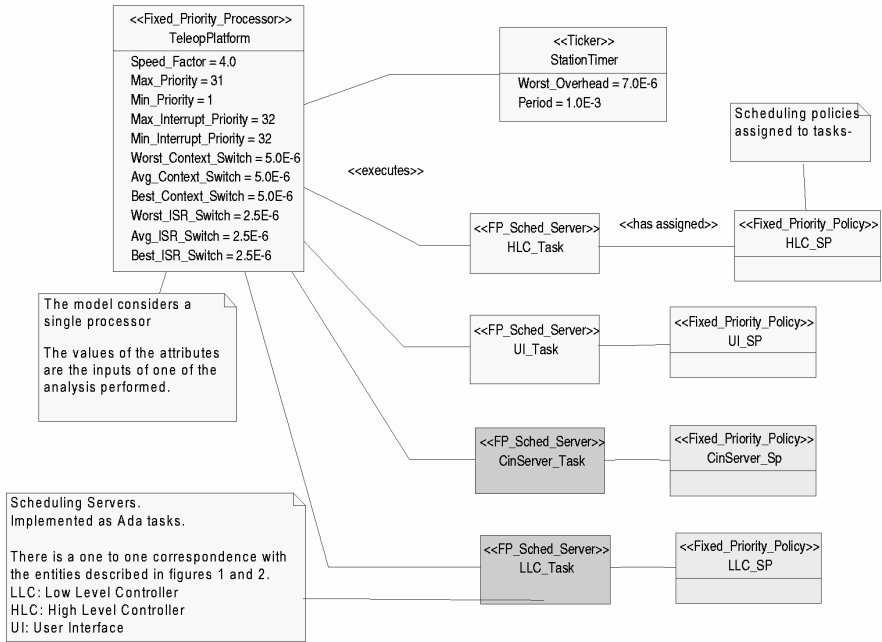 <<Fixed_Priority_Processor>>
TeleopPlatform
Speed_Factor = 4.0
Max_Priority = 31
Min_Priority = 1
Max_Interrupt_Priority = 32
Min_Interrupt_Priority = 32
Worst_Context_Switch = 5.0E-6
Avg_Context_Switch = 5.0E-6
Best_Context_Switch = 5.0E-6
Worst_ISR_Switch = 2.5E-6
Avg_ISR_Switch = 2.5E-6
Best_ISR_Switch = 2.5E-6
<<Ticker>>
StationTimer
Worst_Overhead = 7.0E-6
Period = 1.0E-3
Scheduling policies
assigned to tasks-
<<executes>>
<<FP_Sched_Server>>
HLC_Task
<<has assigned>>
<<Fixed_Priority_Policy>>
HLC_SP
The model considers a
single processor
The values of the attributes
are the inputs of one of the
analysis performed.
<<FP_Sched_Server>>
UI_Task
<<Fixed_Priority_Policy>>
UI_SP
<<FP_Sched_Server>>
CinServer_Task
<<Fixed_Priority_Policy>>
CinServer_Sp
Scheduling Servers.
Implemented as Ada tasks.
There is a one to one correspondence with
the entities described in figures 1 and 2.
LLC: Low Level Controller
HLC: High Level Controller
UI: User Interface
<<FP_Sched_Server>>
LLC_Task
<<Fixed_Priority_Policy>>
LLC_SP